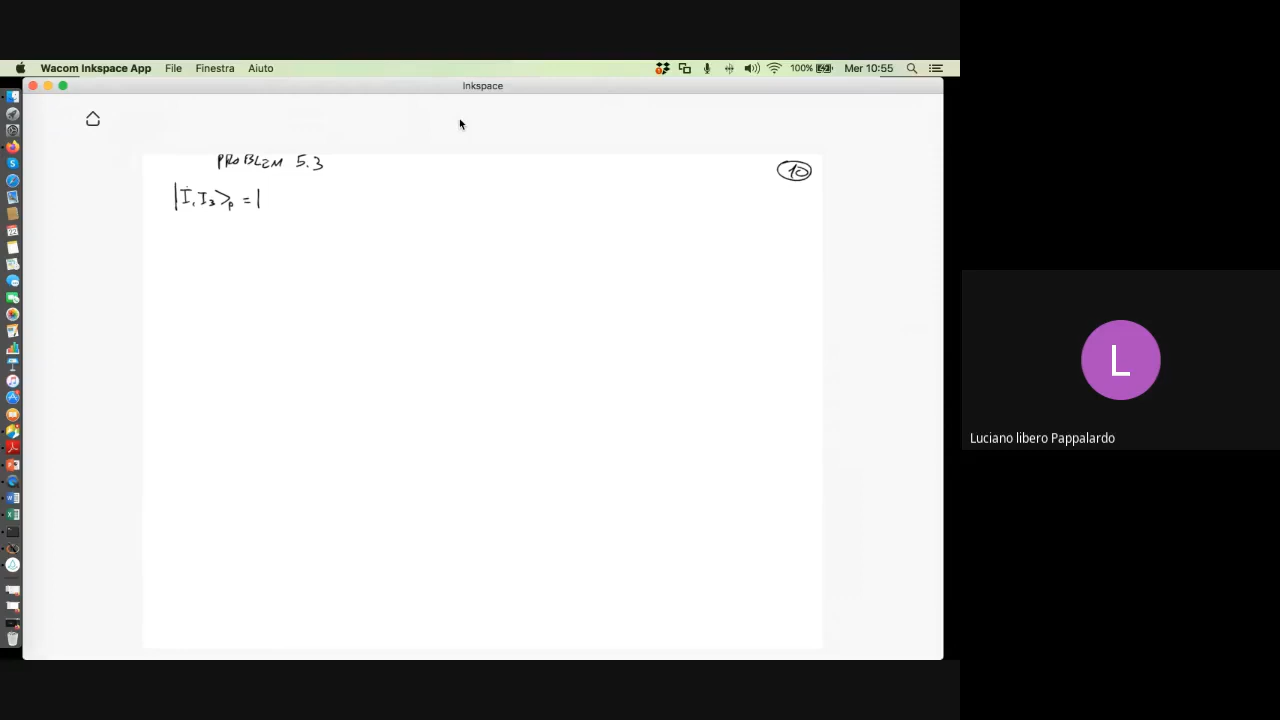 Wacom Inkspace App File Finestra Aiuto 100% Mer 10:55
Inkspace
PROBLEM 5.3
10
|I, I₃>ₚ = |
L
Luciano libero Pappalardo